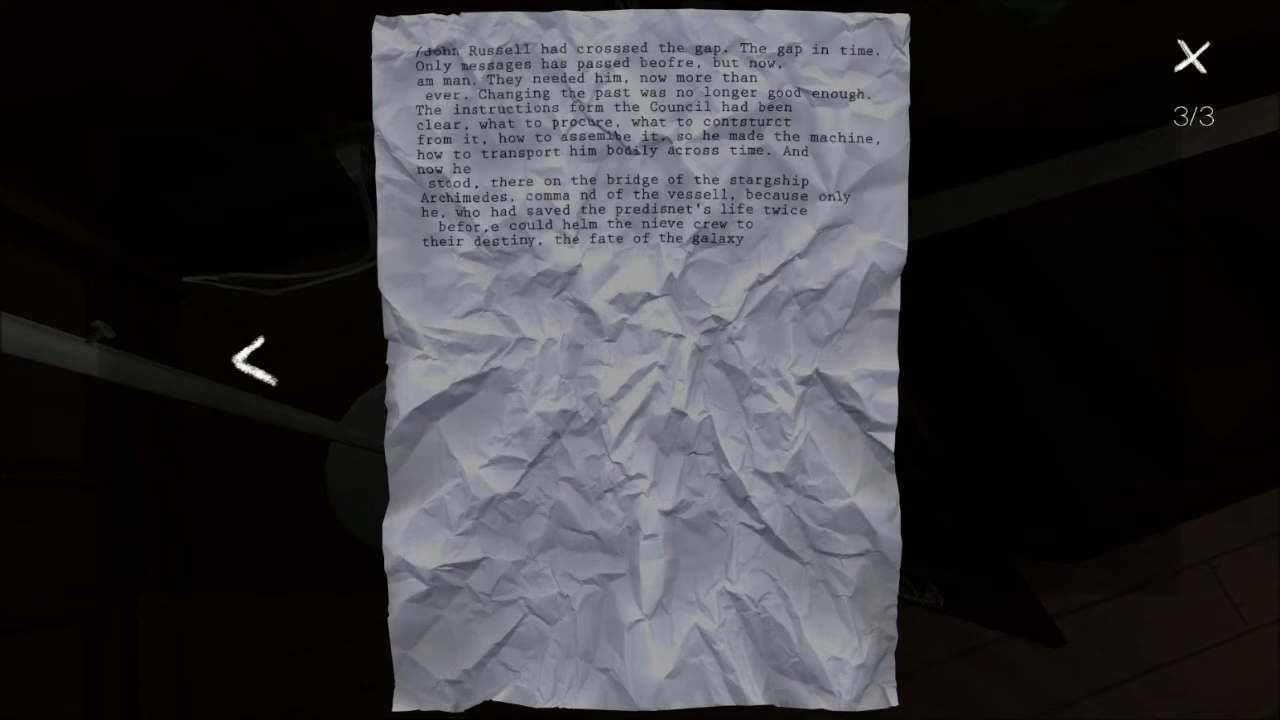 /John Russell had crosssed the gap. The gap in time.
Only messages has passed beofre, but now,
am man. They needed him, now more than
ever. Changing the past was no longer good enough.
The instructions form the Council had been
clear, what to procure, what to contsturct
from it, how to assemlbe it, so he made the machine,
how to transport him bodily across time. And
now he
stood, there on the bridge of the stargship
Archimedes, comma nd of the vessell, because only
he, who had saved the predisnet's life twice
befor,e could helm the nieve crew to
their destiny, the fate of the galaxy
3/3